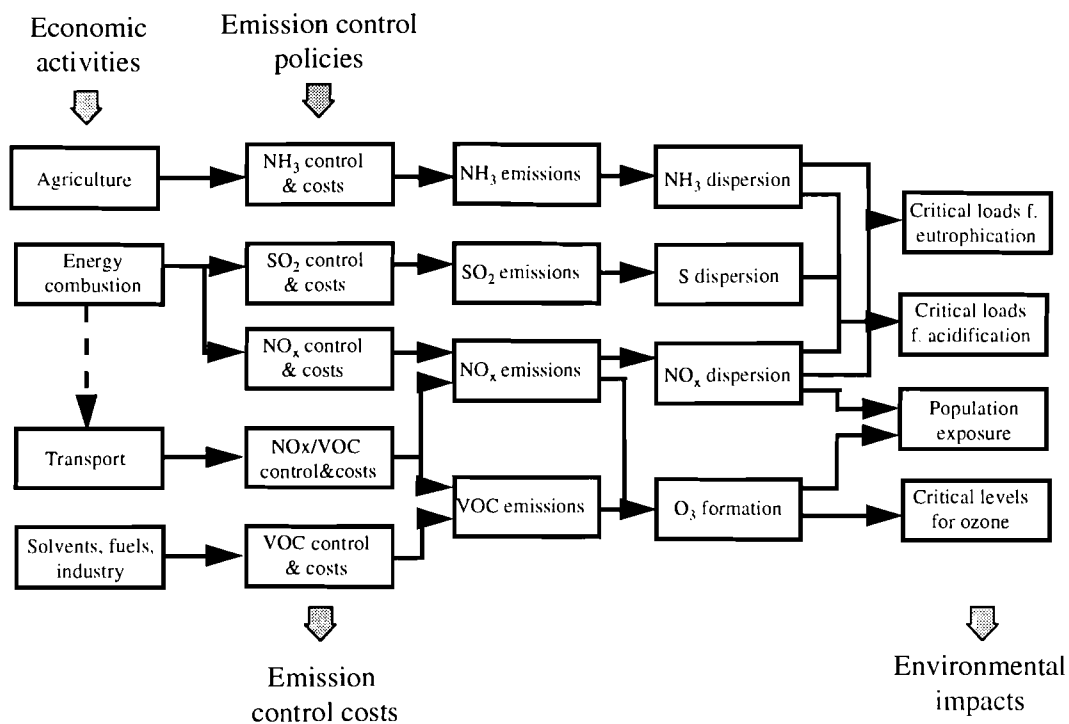 Economic
activities
Emission control
policies
Agriculture
NH₃ control
& costs
NH₃ emissions
NH₃ dispersion
Critical loads f.
eutrophication
Energy
combustion
SO₂ control
& costs
SO₂ emissions
S dispersion
Critical loads
f. acidification
NOₓ control
& costs
NOₓ emissions
NOₓ dispersion
Population
exposure
Transport
NOx/VOC
control&costs
VOC emissions
O₃ formation
Critical levels
for ozone
Solvents, fuels,
industry
VOC control
& costs
Emission
control costs
Environmental
impacts